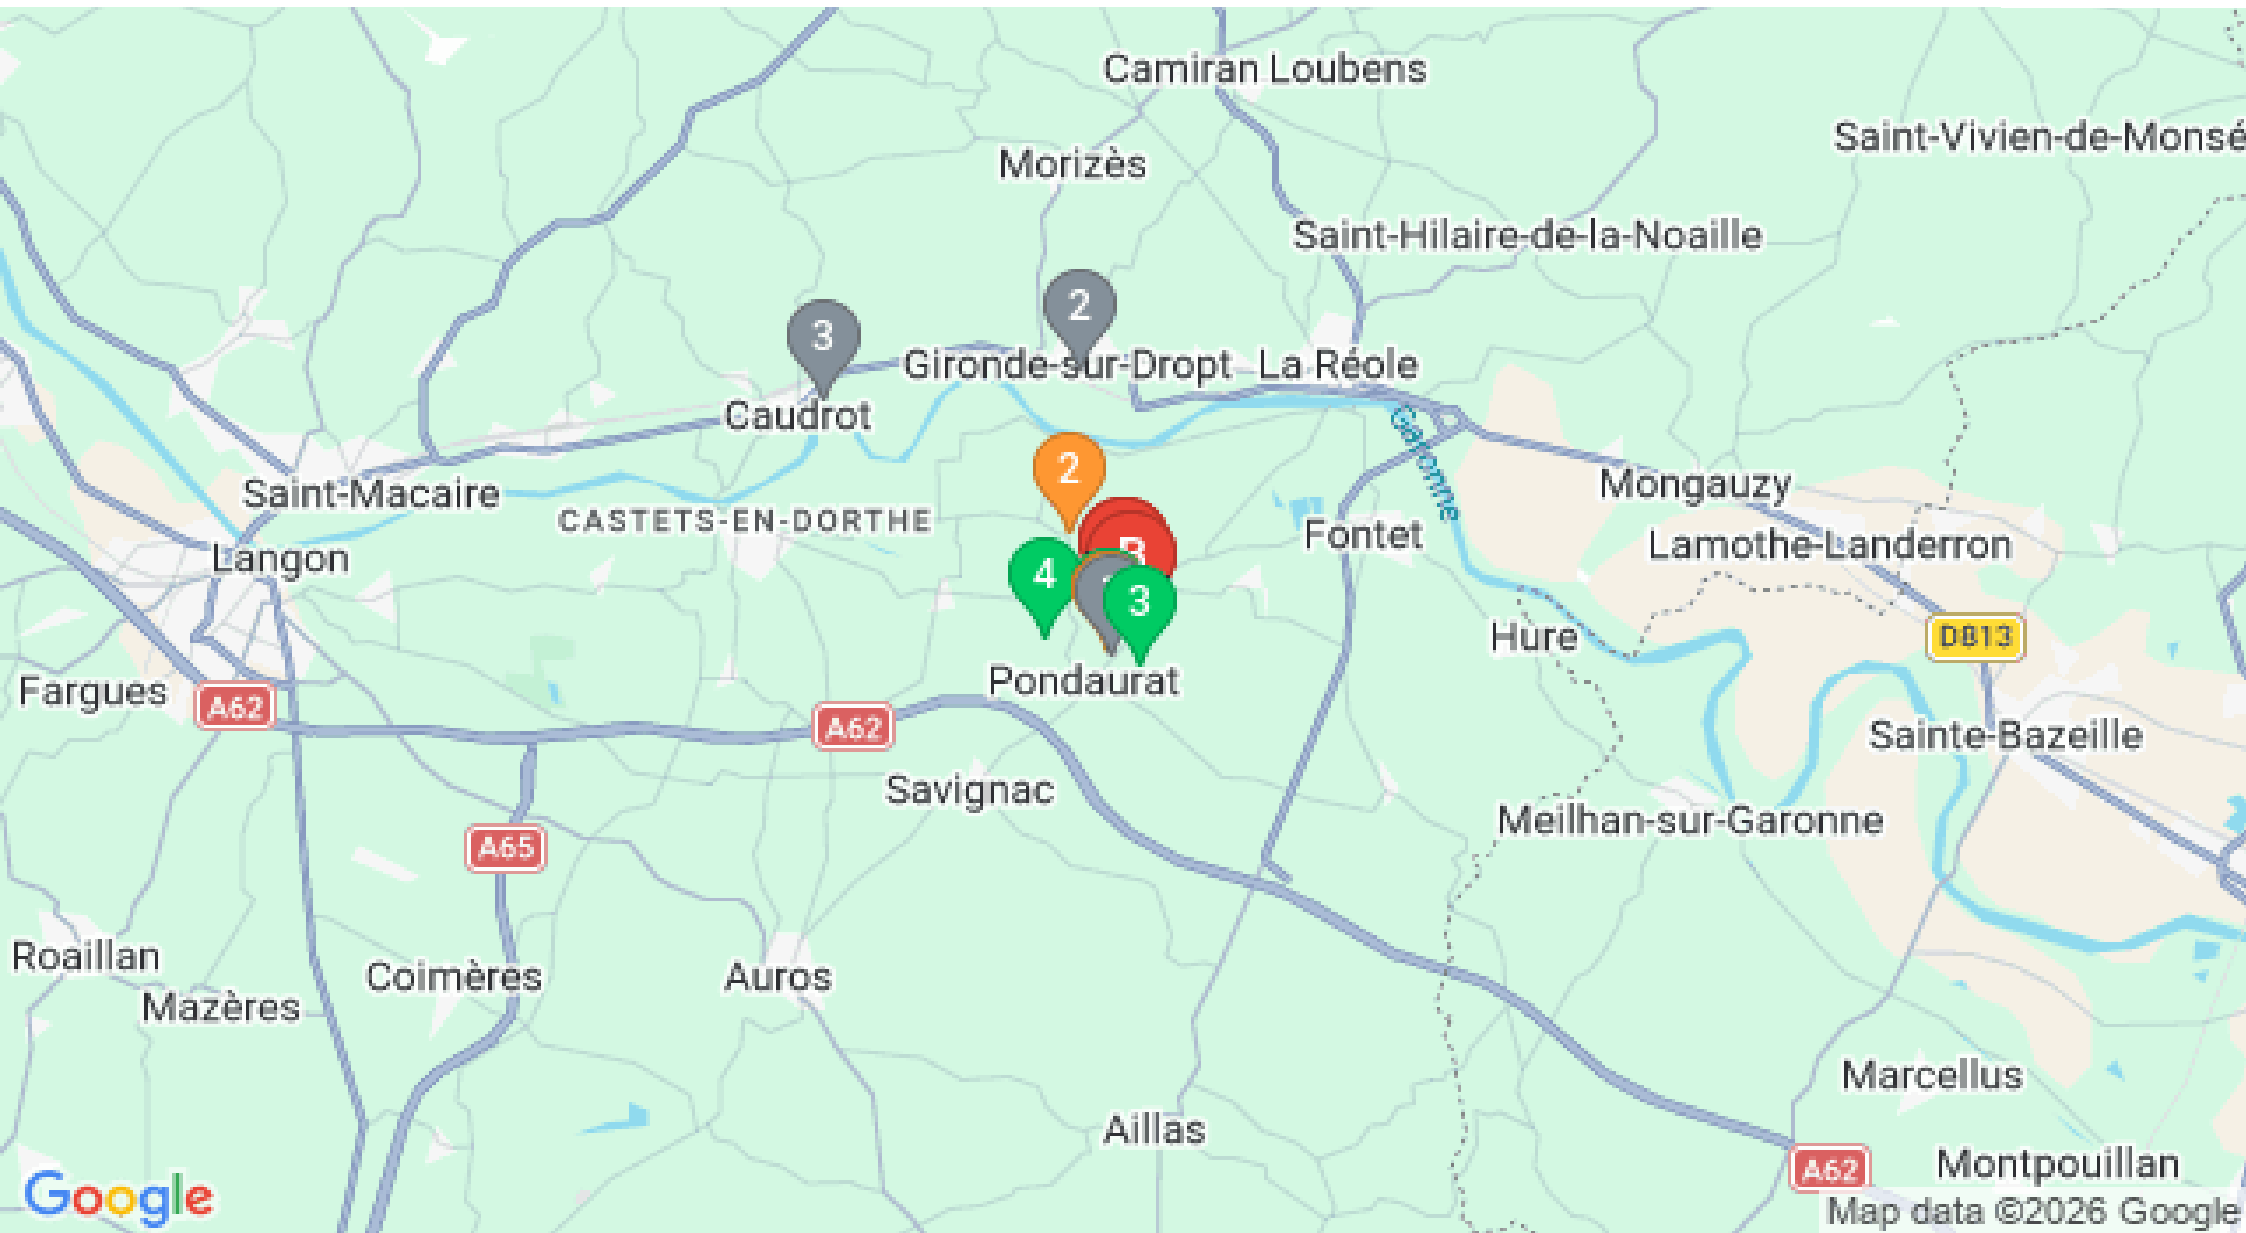 Camiran Loubens
Saint-Vivien-de-Monsé
Morizès
Saint-Hilaire-de-la-Noaille
2
3
Gironde-sur-Dropt
La Réole
Caudrot
Garonne
2
Saint-Macaire
Mongauzy
CASTETS-EN-DORTHE
Fontet
Lamothe-Landerron
Langon
4
3
Hure
D813
Pondaurat
Fargues
A62
A62
Sainte-Bazeille
Savignac
Meilhan-sur-Garonne
A65
Roaillan
Coimères
Auros
Mazères
Marcellus
Aillas
Montpouillan
A62
Google
Map data ©2026 Google